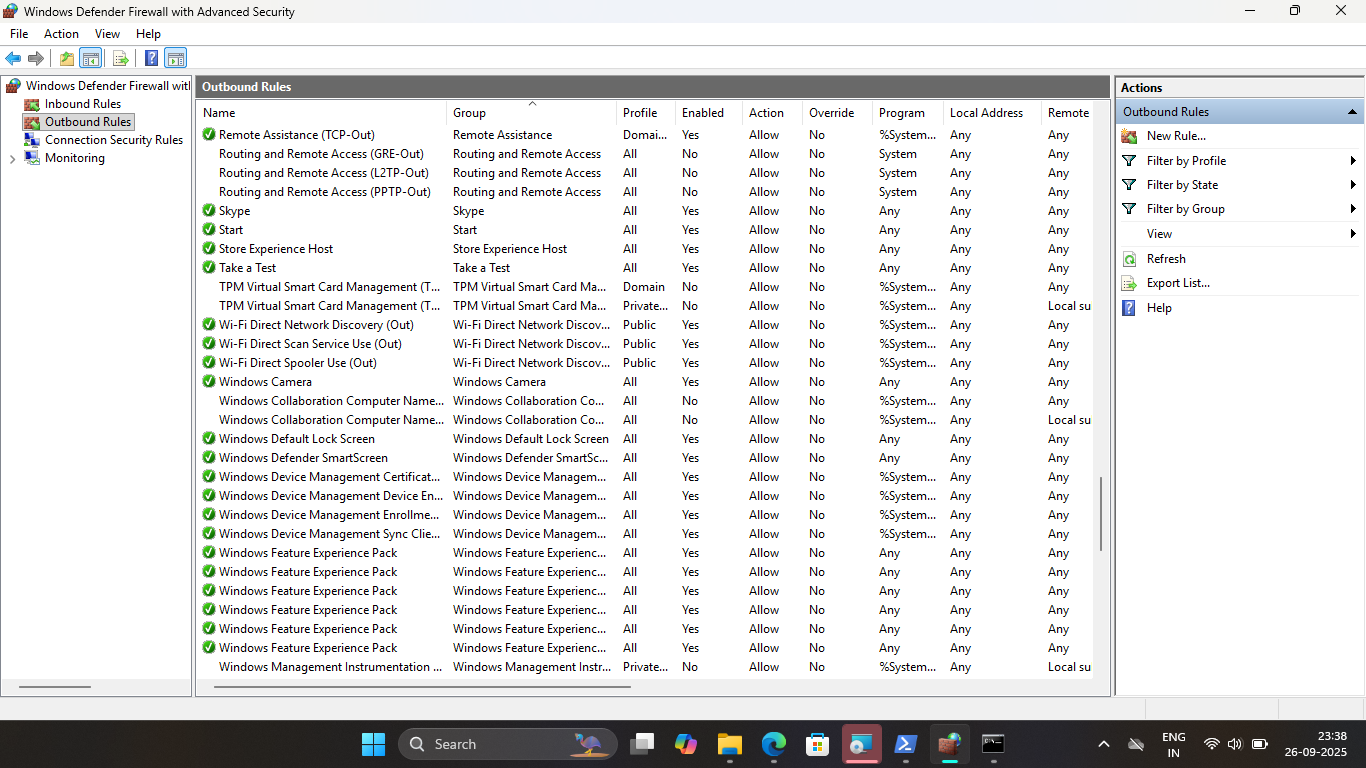 Windows Defender Firewall with Advanced Security
File Action View Help
Windows Defender Firewall wit
Inbound Rules
Outbound Rules
Connection Security Rules
Monitoring
Outbound Rules
Name Group Profile Enabled Action Override Program Local Address Remote
Remote Assistance (TCP-Out) Remote Assistance Domai... Yes Allow No %System... Any Any
Routing and Remote Access (GRE-Out) Routing and Remote Access All No Allow No System Any Any
Routing and Remote Access (L2TP-Out) Routing and Remote Access All No Allow No System Any Any
Routing and Remote Access (PPTP-Out) Routing and Remote Access All No Allow No System Any Any
Skype Skype All Yes Allow No Any Any Any
Start Start All Yes Allow No Any Any Any
Store Experience Host Store Experience Host All Yes Allow No Any Any Any
Take a Test Take a Test All Yes Allow No Any Any Any
TPM Virtual Smart Card Management (T... TPM Virtual Smart Card Ma... Domain No Allow No %System... Any Any
TPM Virtual Smart Card Management (T... TPM Virtual Smart Card Ma... Private... No Allow No %System... Any Local su
Wi-Fi Direct Network Discovery (Out) Wi-Fi Direct Network Discov... Public Yes Allow No %System... Any Any
Wi-Fi Direct Scan Service Use (Out) Wi-Fi Direct Network Discov... Public Yes Allow No %System... Any Any
Wi-Fi Direct Spooler Use (Out) Wi-Fi Direct Network Discov... Public Yes Allow No %System... Any Any
Windows Camera Windows Camera All Yes Allow No Any Any Any
Windows Collaboration Computer Name... Windows Collaboration Co... All No Allow No %System... Any Any
Windows Collaboration Computer Name... Windows Collaboration Co... All No Allow No %System... Any Local su
Windows Default Lock Screen Windows Default Lock Screen All Yes Allow No Any Any Any
Windows Defender SmartScreen Windows Defender SmartSc... All Yes Allow No Any Any Any
Windows Device Management Certificat... Windows Device Managem... All Yes Allow No %System... Any Any
Windows Device Management Device En... Windows Device Managem... All Yes Allow No %System... Any Any
Windows Device Management Enrollme... Windows Device Managem... All Yes Allow No %System... Any Any
Windows Device Management Sync Clie... Windows Device Managem... All Yes Allow No %System... Any Any
Windows Feature Experience Pack Windows Feature Experienc... All Yes Allow No Any Any Any
Windows Feature Experience Pack Windows Feature Experienc... All Yes Allow No Any Any Any
Windows Feature Experience Pack Windows Feature Experienc... All Yes Allow No Any Any Any
Windows Feature Experience Pack Windows Feature Experienc... All Yes Allow No Any Any Any
Windows Feature Experience Pack Windows Feature Experienc... All Yes Allow No Any Any Any
Windows Feature Experience Pack Windows Feature Experienc... All Yes Allow No Any Any Any
Windows Management Instrumentation ... Windows Management Instr... Private... No Allow No %System... Any Local su
Actions
Outbound Rules
New Rule...
Filter by Profile
Filter by State
Filter by Group
View
Refresh
Export List...
Help
Search
ENG
IN
23:38
26-09-2025